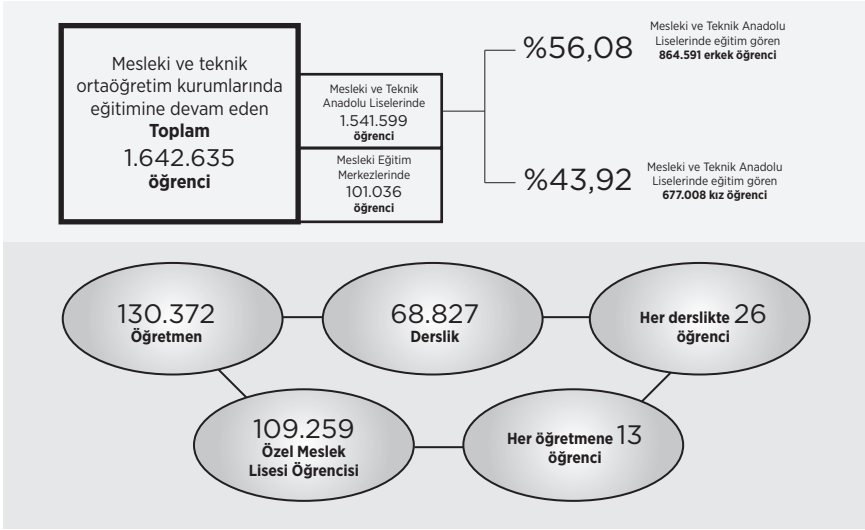 Mesleki ve teknik
ortaöğretim kurumlarında
eğitimine devam eden
Toplam
1.642.635
öğrenci
Mesleki ve Teknik
Anadolu Liselerinde
1.541.599
öğrenci
Mesleki Eğitim
Merkezlerinde
101.036
öğrenci
%56,08
Mesleki ve Teknik Anadolu
Liselerinde eğitim gören
864.591 erkek öğrenci
%43,92
Mesleki ve Teknik Anadolu
Liselerinde eğitim gören
677.008 kız öğrenci
130.372
Öğretmen
68.827
Derslik
Her derslikte 26
öğrenci
109.259
Özel Meslek
Lisesi Öğrencisi
Her öğretmene 13
öğrenci